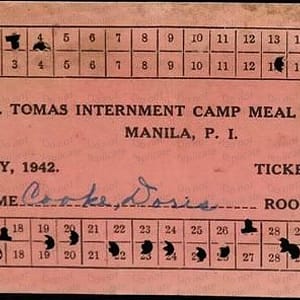 4 5 6 7 8 9 10 11 12 13
3 4 5 6 7 8 9 10 11 12
. TOMAS INTERNMENT CAMP MEAL
MANILA, P. I.
Y, 1942. TICKE
ME Cooke, Doris ROO
18 19 20 21 22 23 24 25 26 27 28
18 19 20 21 22 23 24 25 26 27 28